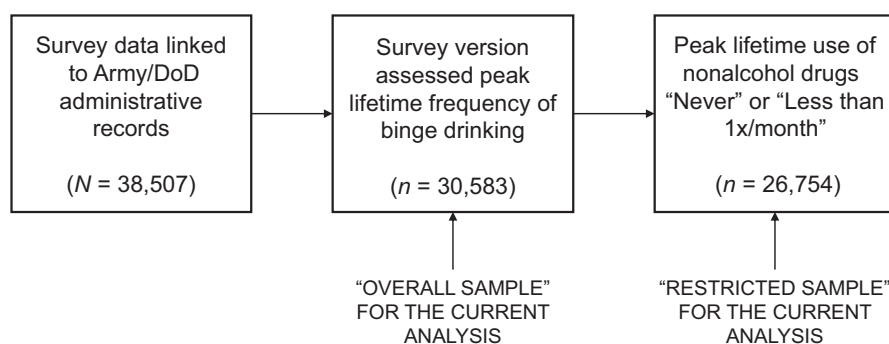 Survey data linked
to Army/DoD
administrative
records
(N = 38,507)
Survey version
assessed peak
lifetime frequency of
binge drinking
(n = 30,583)
Peak lifetime use of
nonalcohol drugs
“Never” or “Less than
1x/month”
(n = 26,754)
“OVERALL SAMPLE”
FOR THE CURRENT
ANALYSIS
“RESTRICTED SAMPLE”
FOR THE CURRENT
ANALYSIS